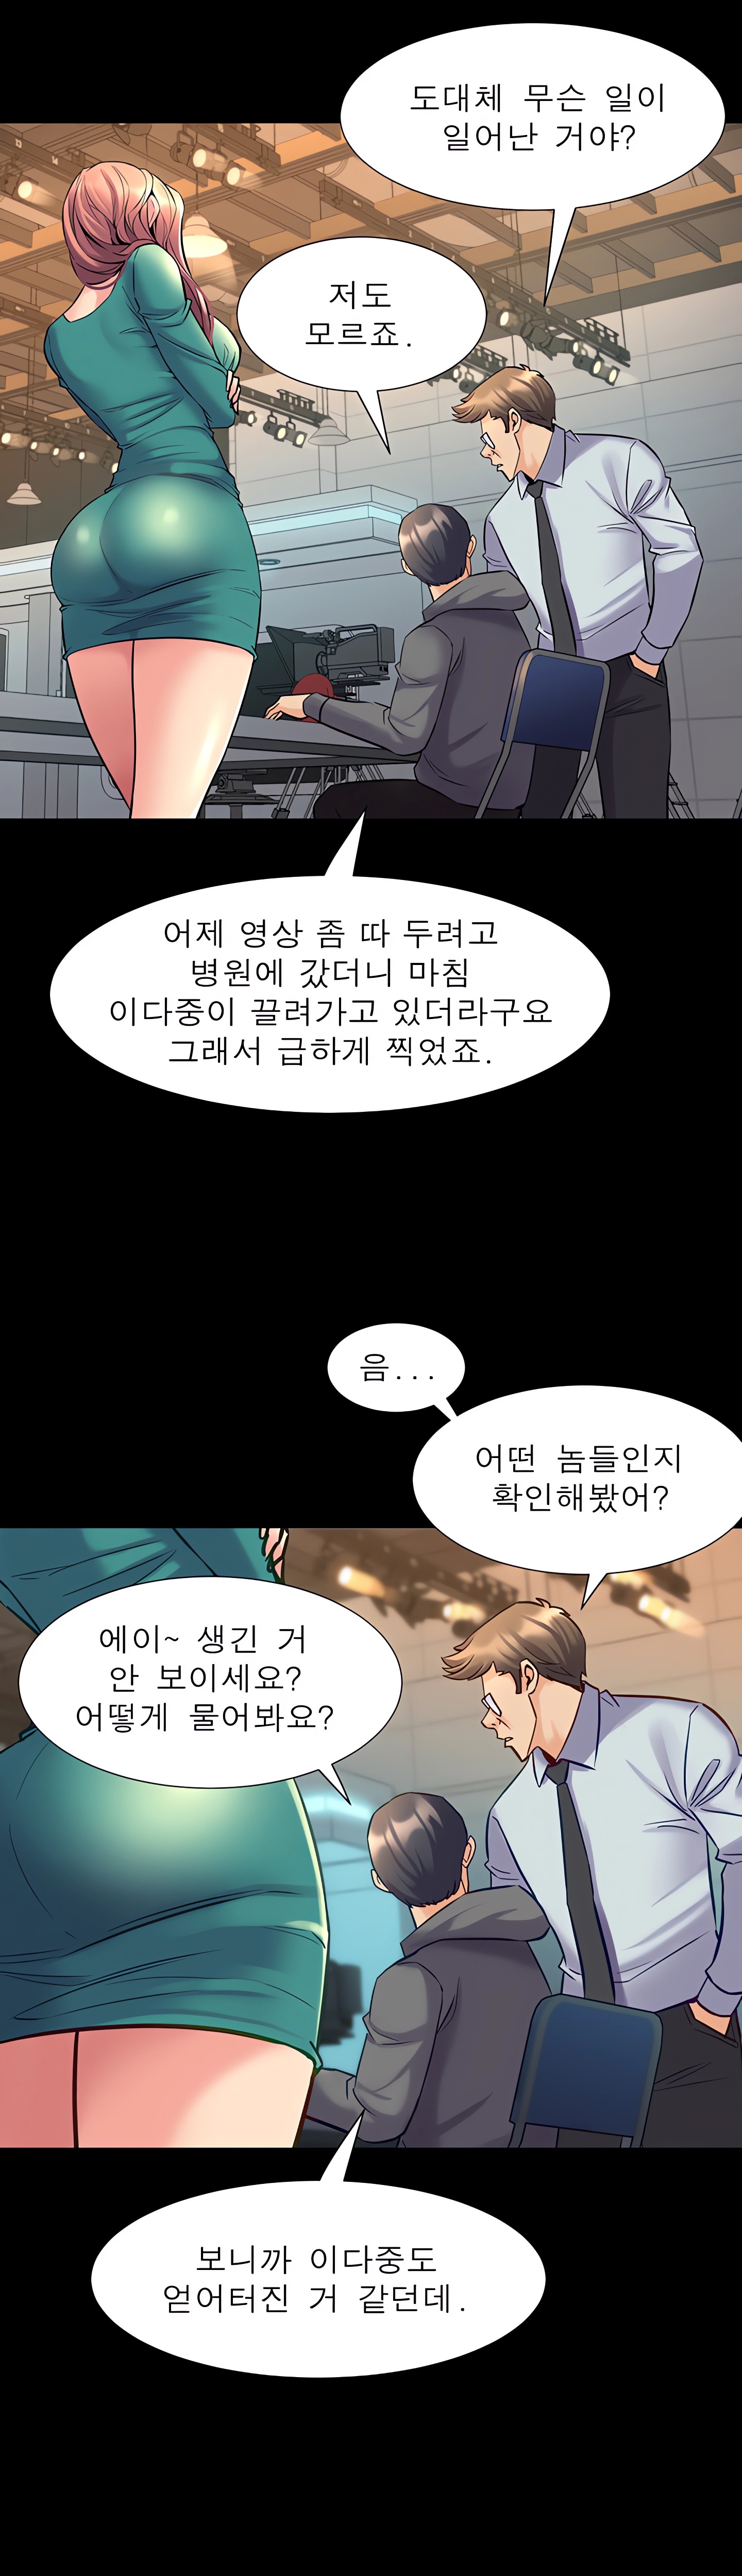 도대체 무슨 일이
일어난 거야?
저도
모르죠.
어제 영상 좀 따 두려고
병원에 갔더니 마침
이다중이 끌려가고 있더라구요
그래서 급하게 찍었죠.
음...
어떤 놈들인지
확인해봤어?
에이~ 생긴 거
안 보이세요?
어떻게 물어봐요?
보니까 이다중도
얻어터진 거 같던데.